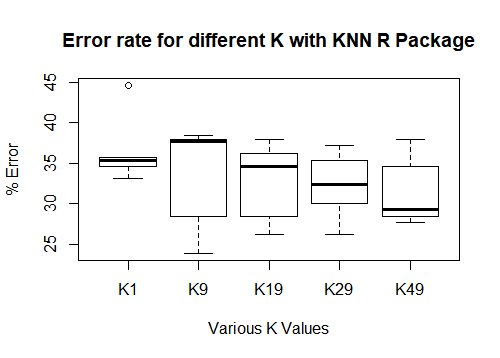 Error rate for different K with KNN R Package
% Error
45
40
35
30
25
K1 K9 K19 K29 K49
Various K Values